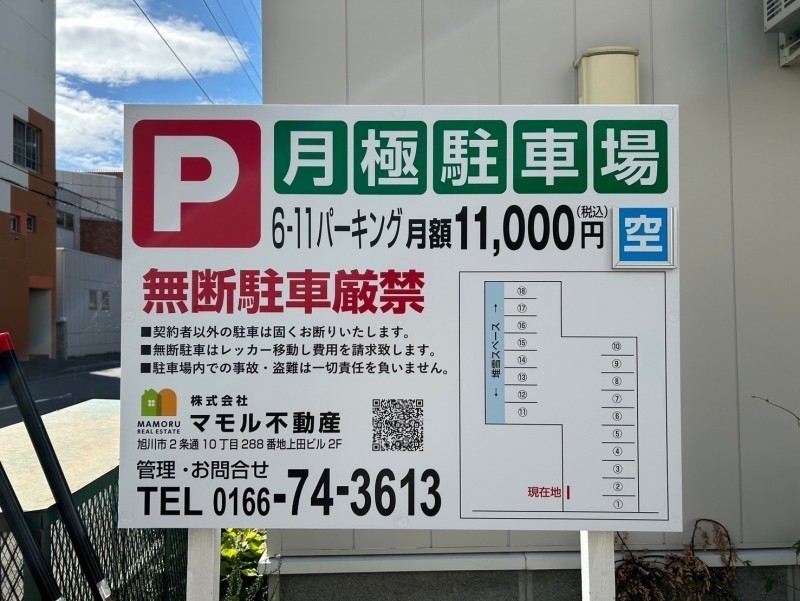 P 月極駐車場
6-11パーキング 月額11,000円(税込) 空
無断駐車厳禁
■契約者以外の駐車は固くお断りいたします。
■無断駐車はレッカー移動し費用を請求致します。
■駐車場内での事故・盗難は一切責任を負いません。
MAMORU
REAL ESTATE
株式会社
マモル不動産
旭川市2条通10丁目288番地上田ビル2F
管理・お問合せ
TEL 0166-74-3613
← 堆雪スペース →
⑱
⑰
⑯
⑮
⑭
⑬
⑫
⑪
⑩
⑨
⑧
⑦
⑥
⑤
④
③
②
①
現在地